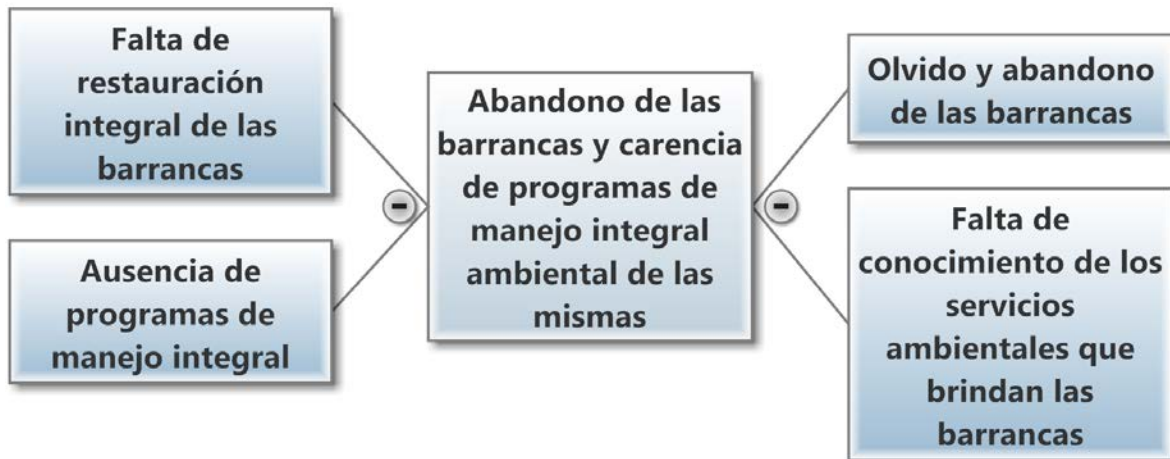 Falta de
restauración
integral de las
barrancas
Ausencia de
programas de
manejo integral
Abandono de las
barrancas y carencia
de programas de
manejo integral
ambiental de las
mismas
Olvido y abandono
de las barrancas
Falta de
conocimiento de los
servicios
ambientales que
brindan las
barrancas